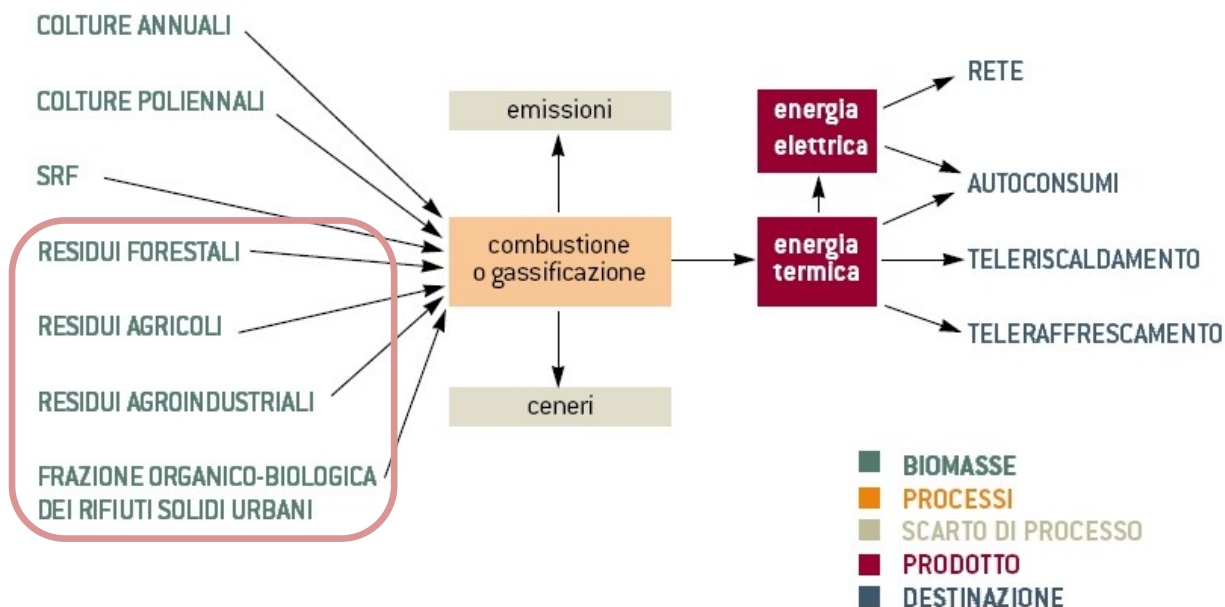 COLTURE ANNUALI
COLTURE POLIENNALI
SRF
RESIDUI FORESTALI
RESIDUI AGRICOLI
RESIDUI AGROINDUSTRIALI
FRAZIONE ORGANICO-BIOLOGICA
DEI RIFIUTI SOLIDI URBANI
emissioni
combustione
o gassificazione
ceneri
energia
elettrica
energia
termica
RETE
AUTOCONSUMI
TELERISCALDAMENTO
TELERAFFRESCAMENTO
BIOMASSE
PROCESSI
SCARTO DI PROCESSO
PRODOTTO
DESTINAZIONE